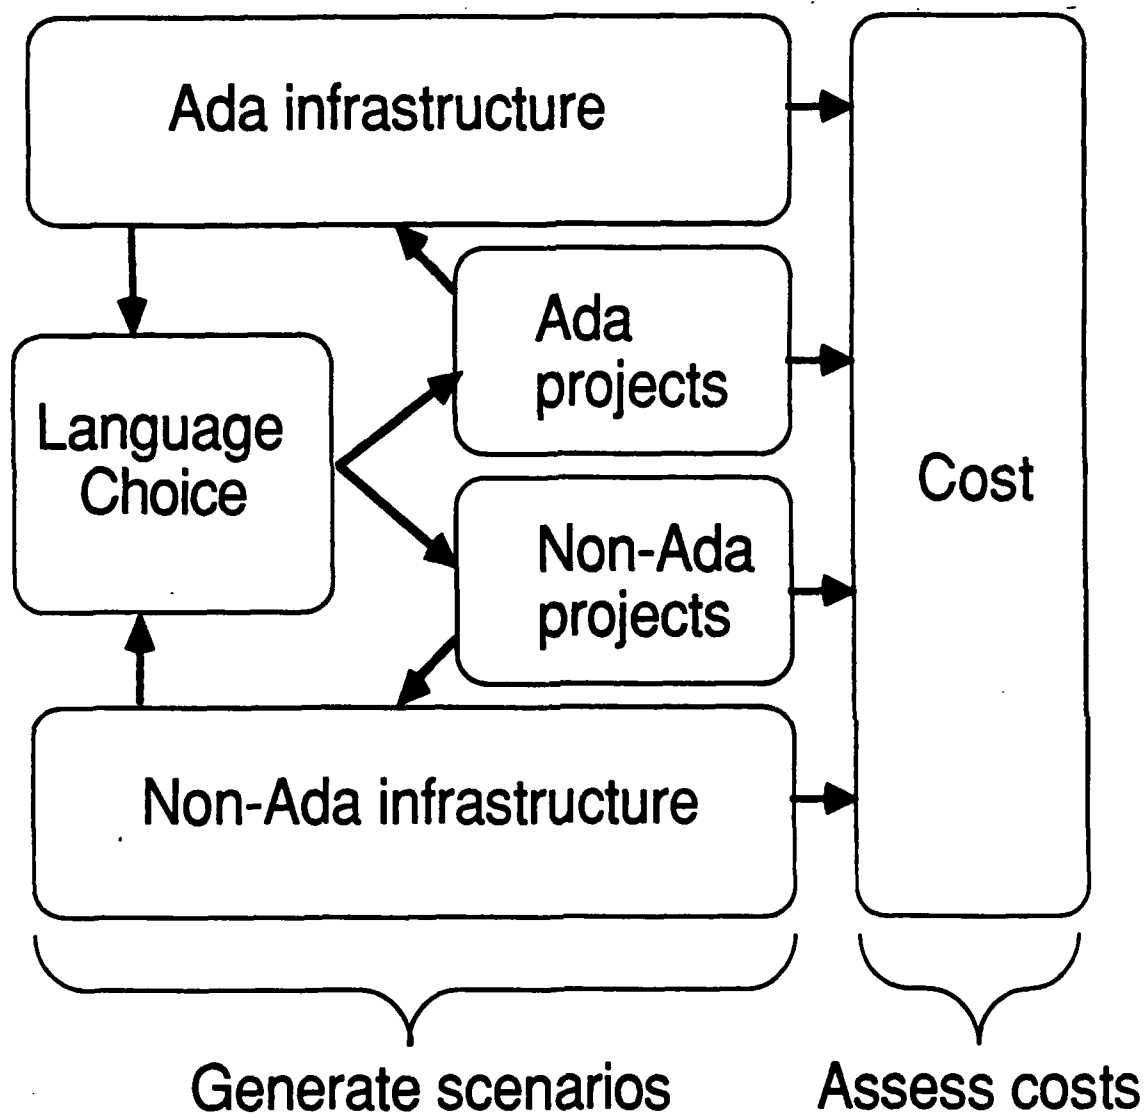 Ada infrastructure
Ada
projects
Language
Choice
Cost
Non-Ada
projects
Non-Ada infrastructure
Generate scenarios
Assess costs